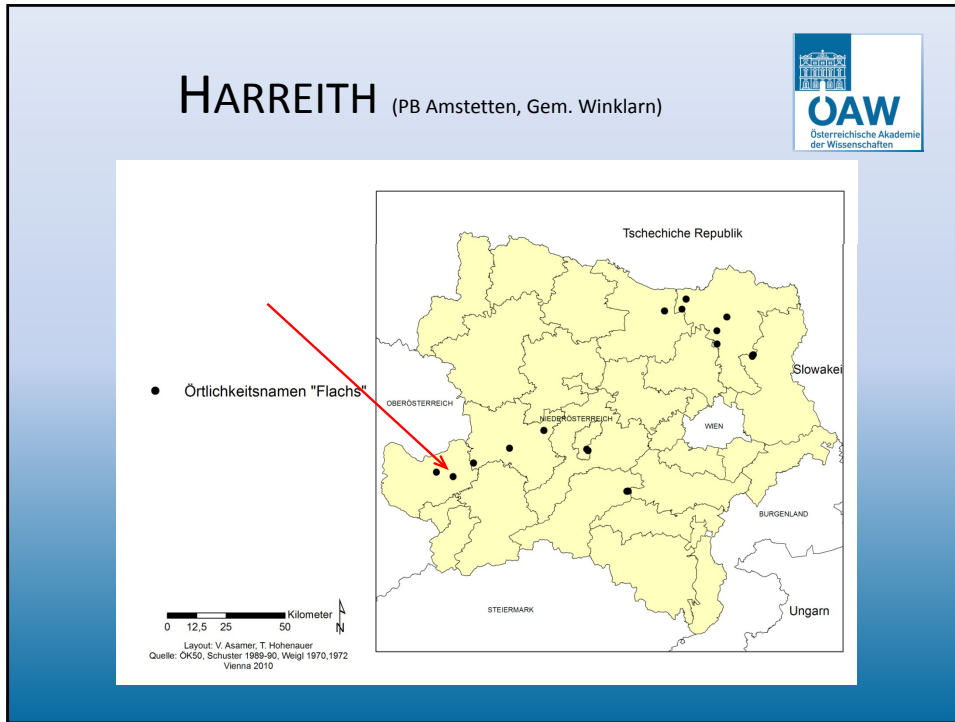 HARREITH (PB Amstetten, Gem. Winklarn)
ÖAW
Österreichische Akademie
der Wissenschaften
Tschechiche Republik
Slowakei
Örtlichkeitsnamen "Flachs"
OBERÖSTERREICH
NIEDERÖSTERREICH
WIEN
BURGENLAND
STEIERMARK
Ungarn
Kilometer
0 12,5 25 50
N
Layout: V. Asamer, T. Hohenauer
Quelle: ÖK50, Schuster 1989-90, Weigl 1970,1972
Vienna 2010